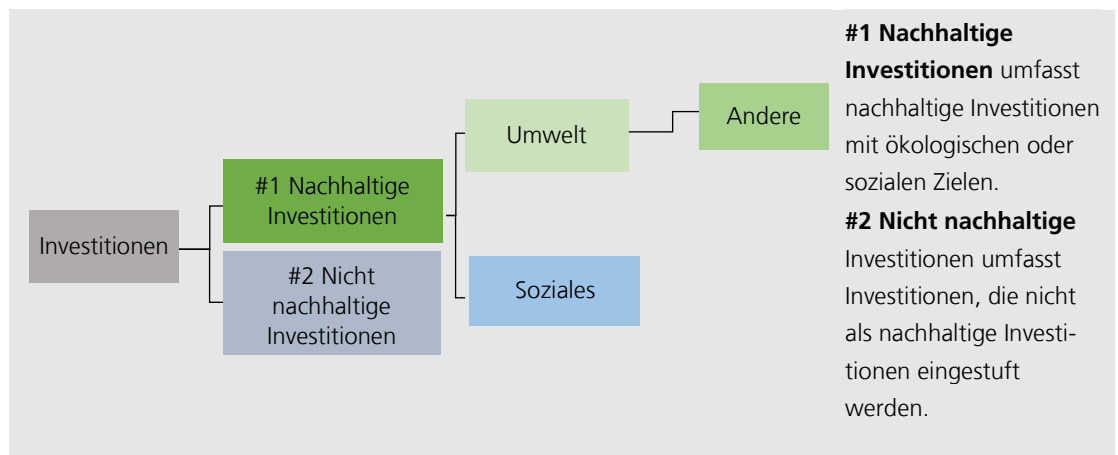 Investitionen
#1 Nachhaltige
Investitionen
#2 Nicht
nachhaltige
Investitionen
Umwelt
Soziales
Andere
#1 Nachhaltige
Investitionen umfasst
nachhaltige Investitionen
mit ökologischen oder
sozialen Zielen.
#2 Nicht nachhaltige
Investitionen umfasst
Investitionen, die nicht
als nachhaltige Investi-
tionen eingestuft
werden.